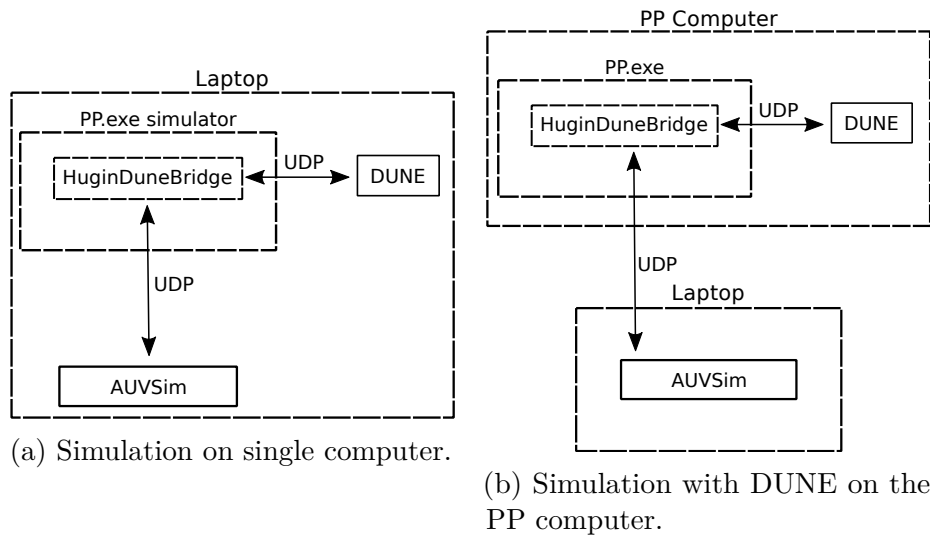 Laptop
PP.exe simulator
HuginDuneBridge
UDP
DUNE
UDP
AUVSim
(a) Simulation on single computer.
PP Computer
PP.exe
HuginDuneBridge
UDP
DUNE
UDP
Laptop
AUVSim
(b) Simulation with DUNE on the
PP computer.